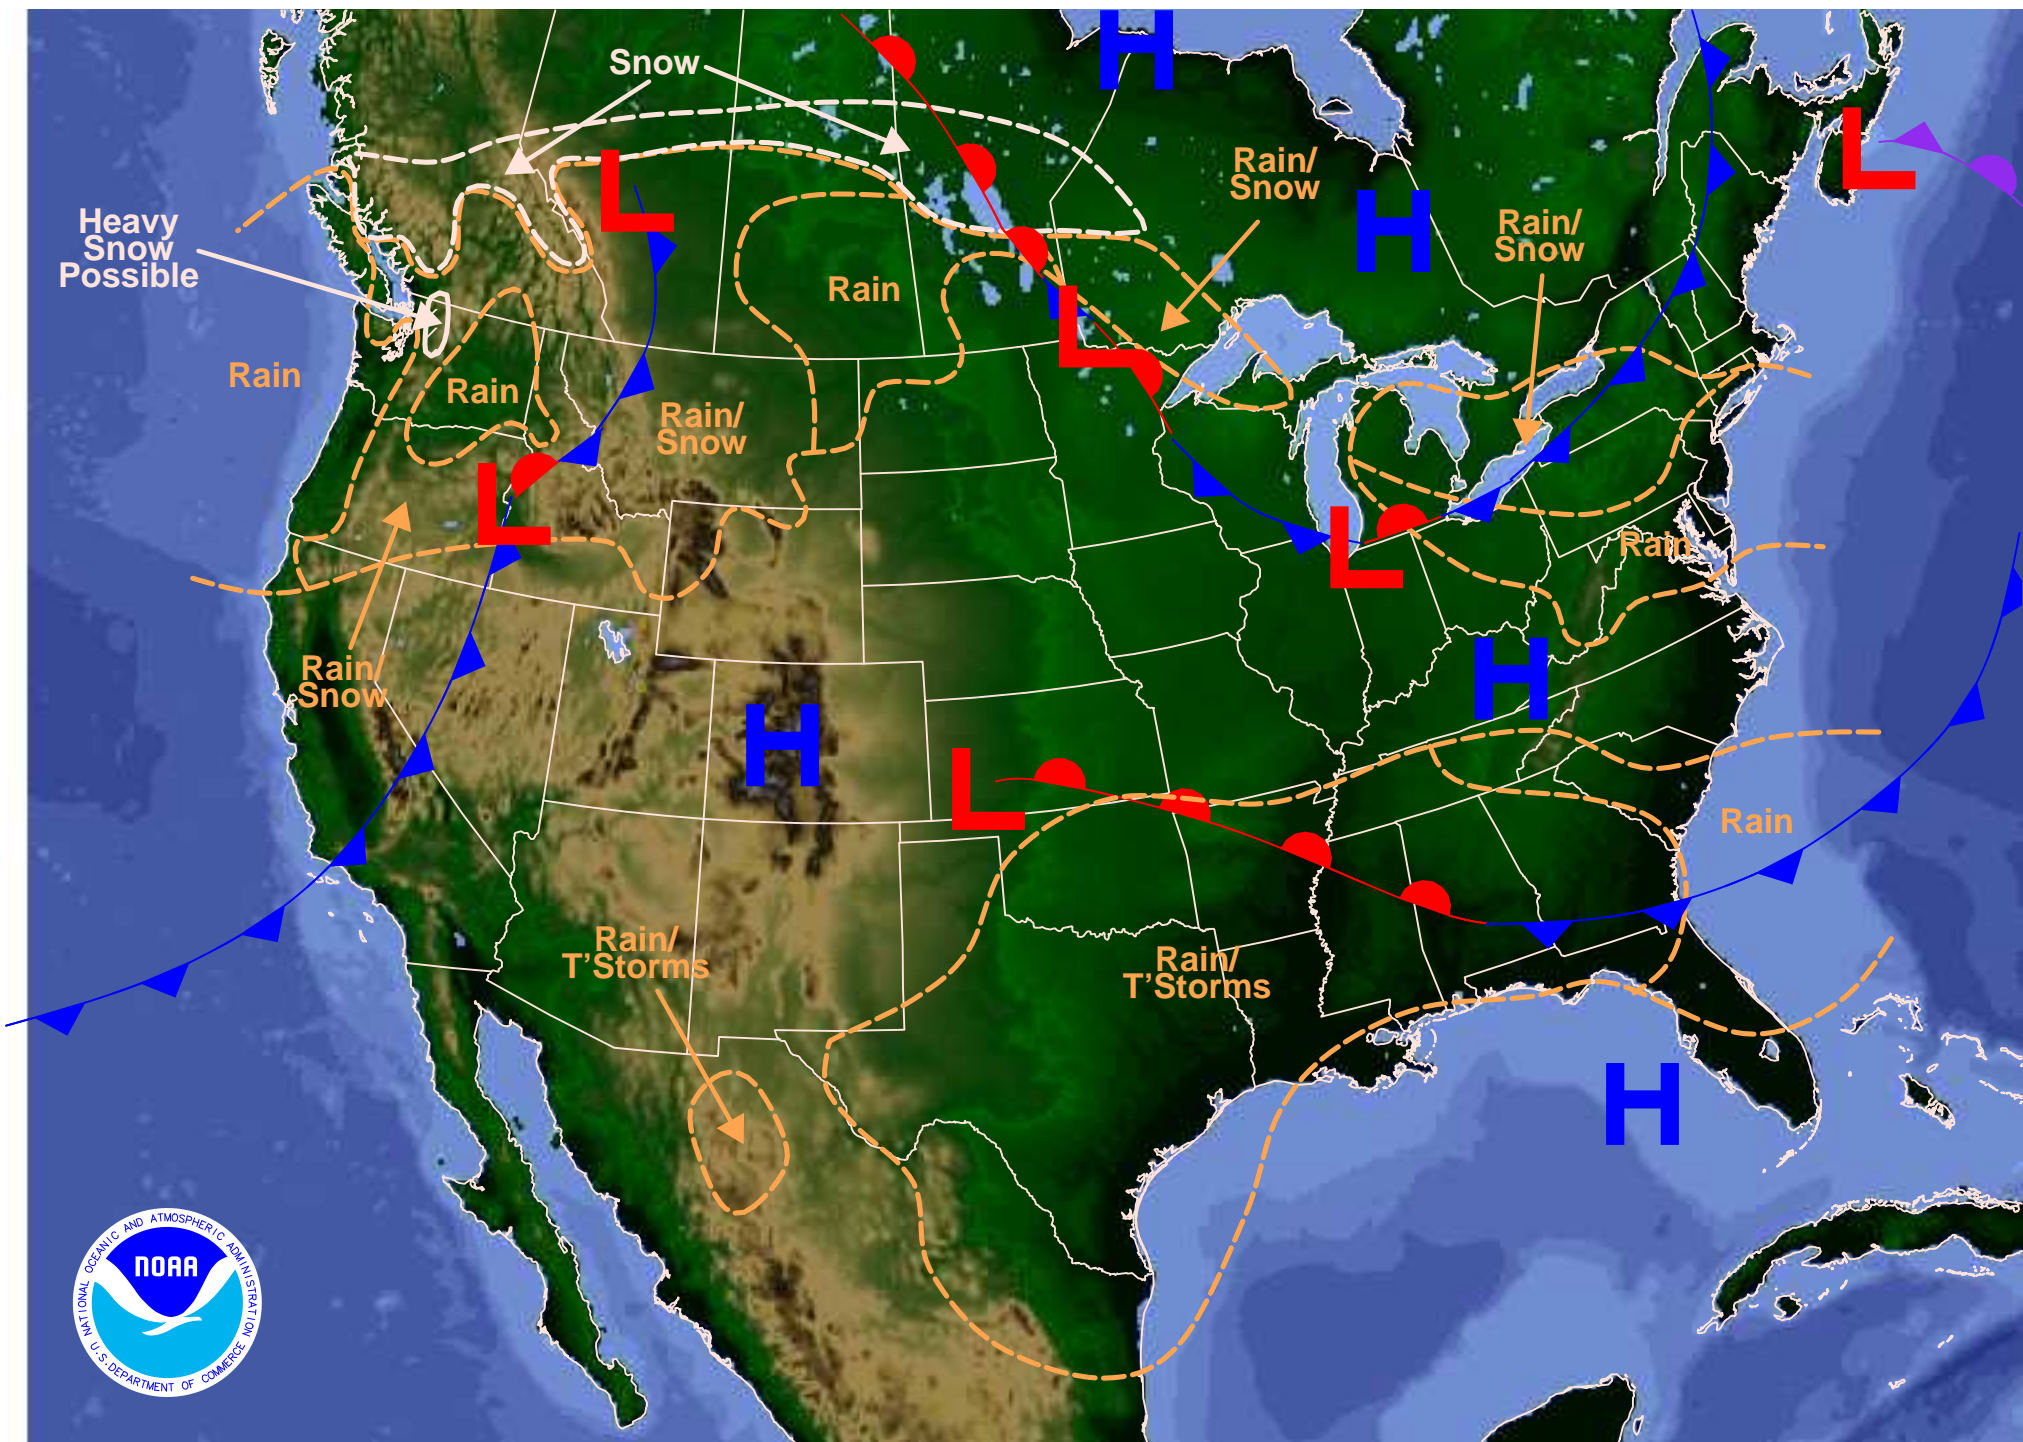 H
Snow
L
Rain/
Snow
H
L
Heavy
Snow
Possible
Rain/
Snow
Rain
L
Rain
Rain
Rain/
Snow
L
L
Rain
Rain/
Snow
H
H
L
Rain
Rain/
T'Storms
Rain/
T'Storms
H
NATIONAL OCEANIC AND ATMOSPHERIC ADMINISTRATION
NOAA
U.S. DEPARTMENT OF COMMERCE